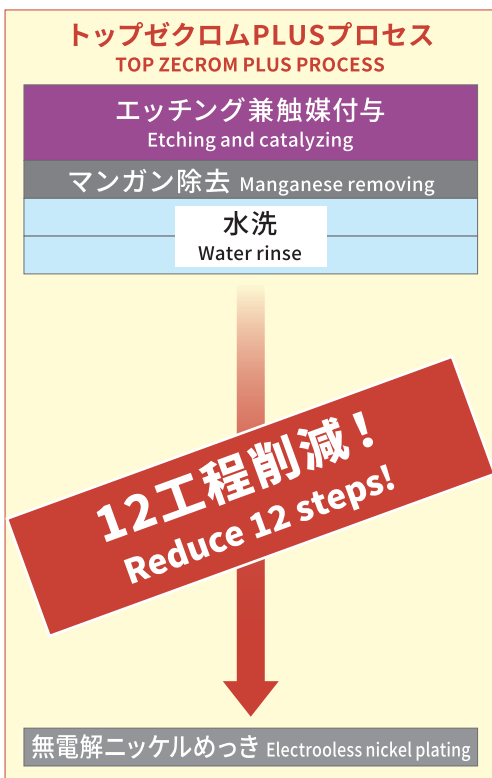 トップゼクロムPLUSプロセス
TOP ZECROM PLUS PROCESS
エッチング兼触媒付与
Etching and catalyzing
マンガン除去 Manganese removing
水洗
Water rinse
12工程削減！
Reduce 12 steps!
無電解ニッケルめっき Electrooless nickel plating